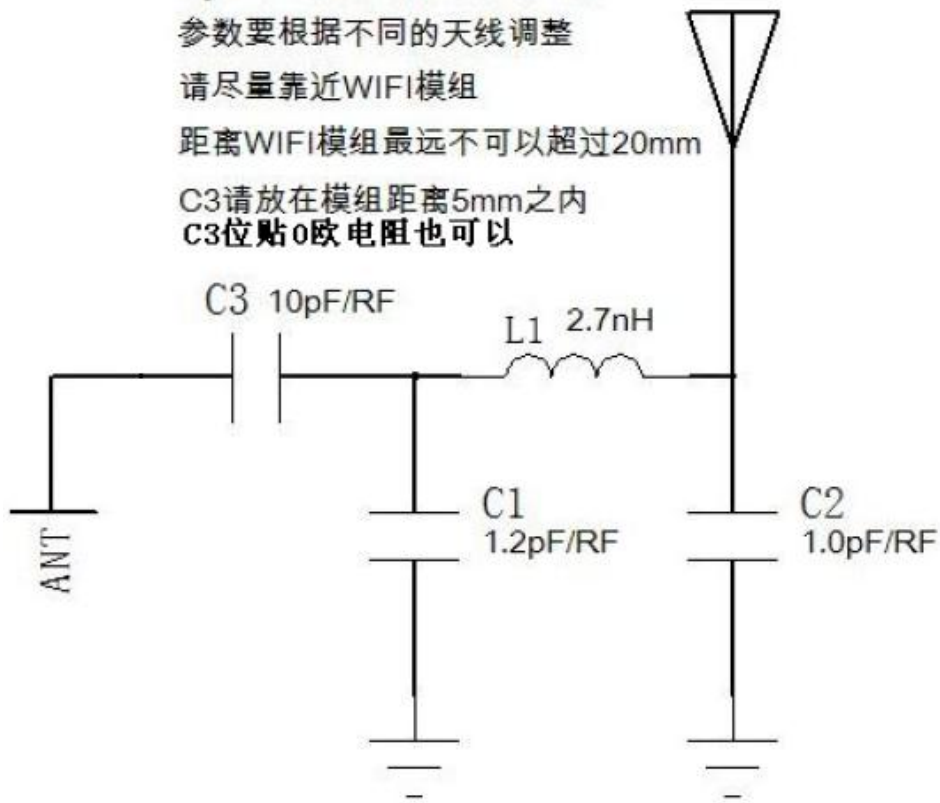 参数要根据不同的天线调整
请尽量靠近WIFI模组
距离WIFI模组最远不可以超过20mm
C3请放在模组距离5mm之内
C3位贴0欧电阻也可以
C3 10pF/RF
L1 2.7nH
C1
1.2pF/RF
C2
1.0pF/RF
ANT